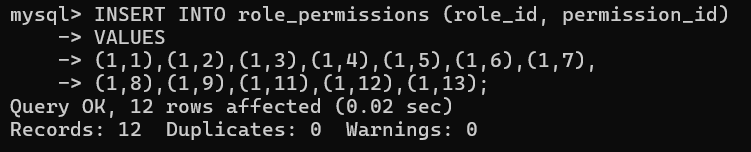 mysql> INSERT INTO role_permissions (role_id, permission_id)
    -> VALUES
    -> (1,1),(1,2),(1,3),(1,4),(1,5),(1,6),(1,7),
    -> (1,8),(1,9),(1,11),(1,12),(1,13);
Query OK, 12 rows affected (0.02 sec)
Records: 12  Duplicates: 0  Warnings: 0